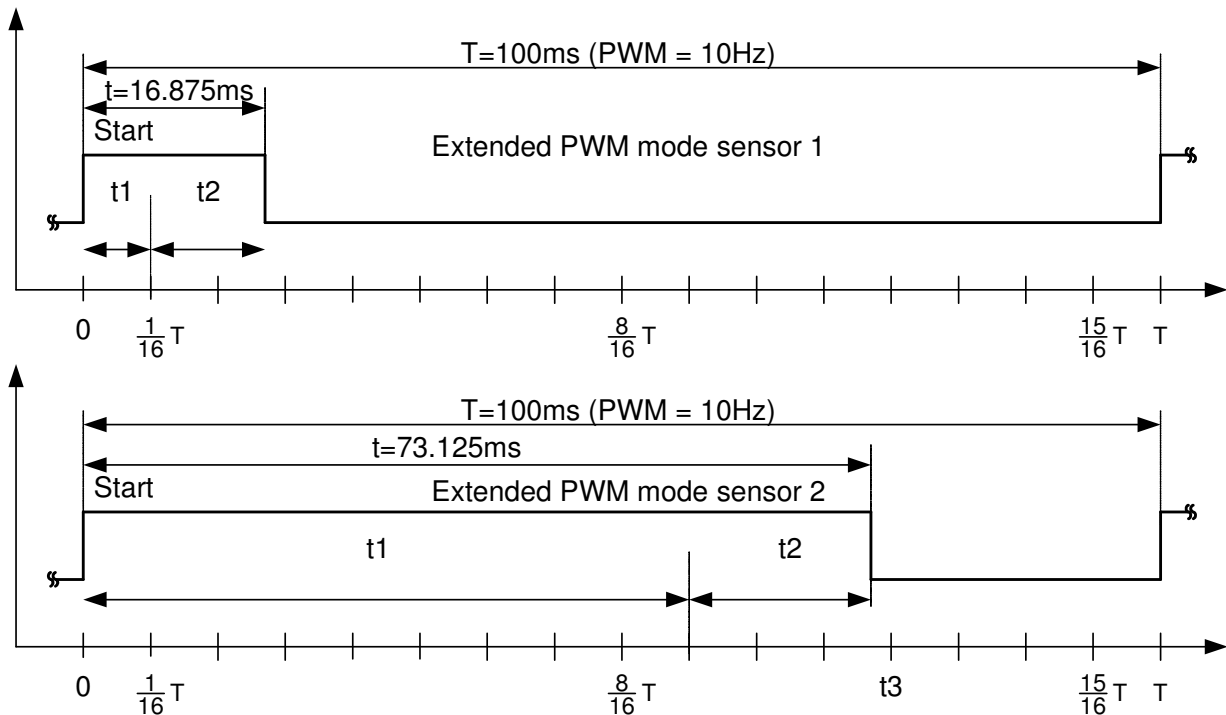 T=100ms (PWM = 10Hz)
t=16.875ms
Start
Extended PWM mode sensor 1
t1 t2
0 1/16 T 8/16 T 15/16 T T
T=100ms (PWM = 10Hz)
t=73.125ms
Start Extended PWM mode sensor 2
t1 t2
0 1/16 T 8/16 T t3 15/16 T T